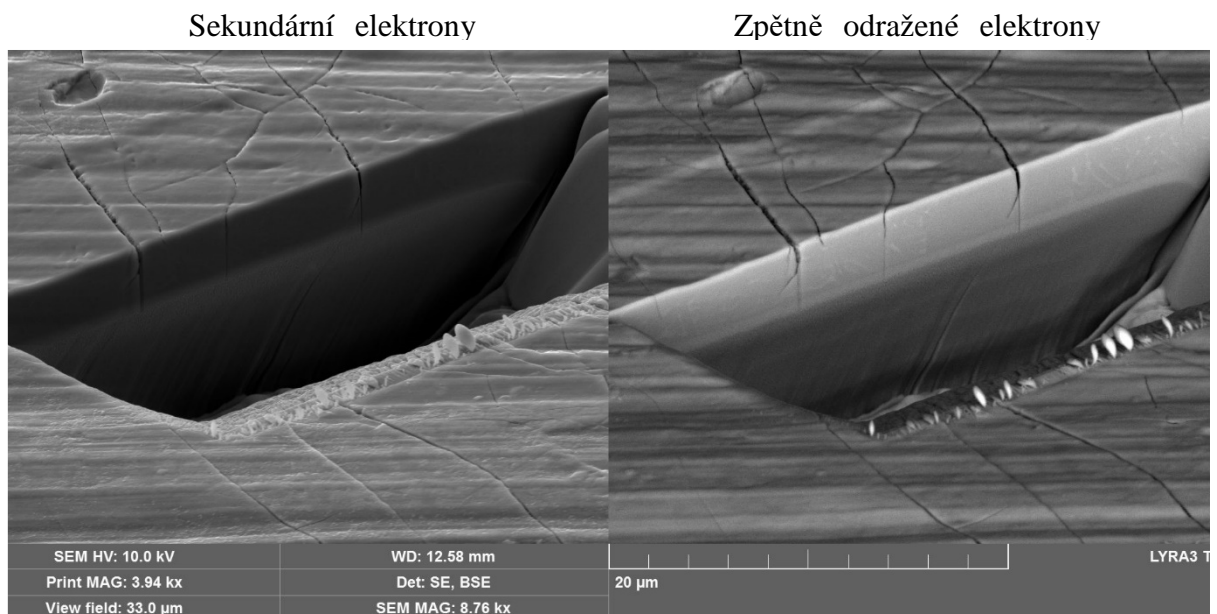 Sekundární elektrony
Zpětně odražené elektrony
SEM HV: 10.0 kV
WD: 12.58 mm
LYRA3 T
Print MAG: 3.94 kx
Det: SE, BSE
20 µm
View field: 33.0 µm
SEM MAG: 8.76 kx